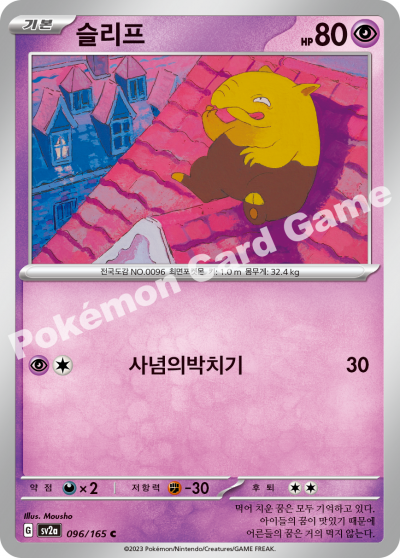 기본 슬리프 HP 80
전국도감 NO.0096 최면포켓몬 키: 1.0 m 몸무게: 32.4 kg
Pokémon Card Game
사념의박치기 30
약점 ×2 저항력 -30 후퇴
Illus. Mousho
G sv2a 096/165 C
먹어 치운 꿈은 모두 기억하고 있다.
아이들의 꿈이 맛있기 때문에
어른들의 꿈은 거의 먹지 않는다.
©2023 Pokémon/Nintendo/Creatures/GAME FREAK.